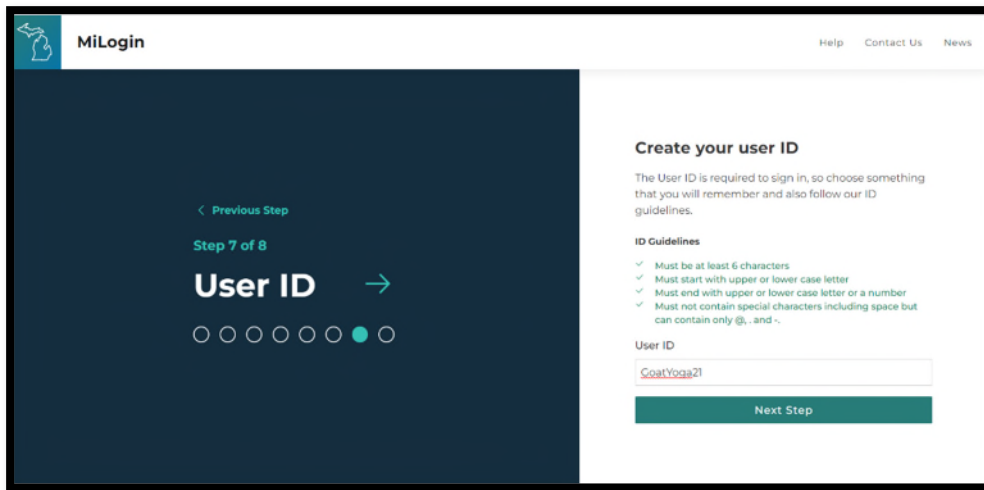 MiLogin
Help Contact Us News
Previous Step
Step 7 of 8
User ID
Create your user ID
The User ID is required to sign in, so choose something
that you will remember and also follow our ID
guidelines.
ID Guidelines
Must be at least 6 characters
Must start with upper or lower case letter
Must end with upper or lower case letter or a number
Must not contain special characters including space but
can contain only @, . and -.
User ID
GoatYoga21
Next Step